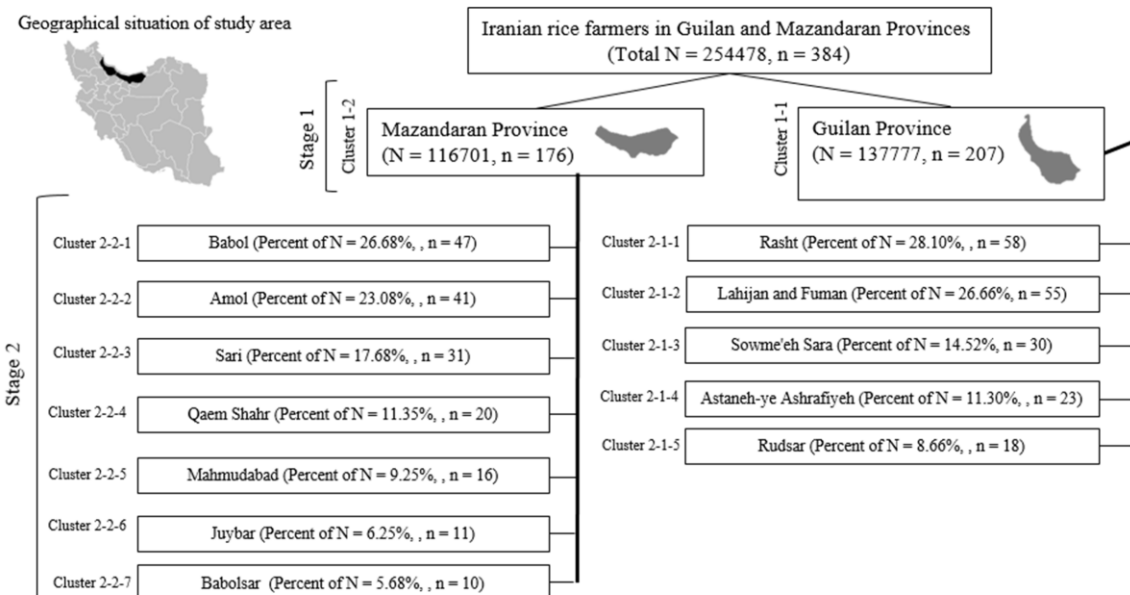 Geographical situation of study area
Iranian rice farmers in Guilan and Mazandaran Provinces
(Total N = 254478, n = 384)
Stage 1
Cluster 1-2
Mazandaran Province
(N = 116701, n = 176)
Cluster 1-1
Guilan Province
(N = 137777, n = 207)
Stage 2
Cluster 2-2-1
Babol (Percent of N = 26.68%, , n = 47)
Cluster 2-2-2
Amol (Percent of N = 23.08%, , n = 41)
Cluster 2-2-3
Sari (Percent of N = 17.68%, , n = 31)
Cluster 2-2-4
Qaem Shahr (Percent of N = 11.35%, , n = 20)
Cluster 2-2-5
Mahmudabad (Percent of N = 9.25%, , n = 16)
Cluster 2-2-6
Juybar (Percent of N = 6.25%, , n = 11)
Cluster 2-2-7
Babolsar (Percent of N = 5.68%, , n = 10)
Cluster 2-1-1
Rasht (Percent of N = 28.10%, , n = 58)
Cluster 2-1-2
Lahijan and Fuman (Percent of N = 26.66%, n = 55)
Cluster 2-1-3
Sowme'eh Sara (Percent of N = 14.52%, n = 30)
Cluster 2-1-4
Astaneh-ye Ashrafiyeh (Percent of N = 11.30%, , n = 23)
Cluster 2-1-5
Rudsar (Percent of N = 8.66%, , n = 18)